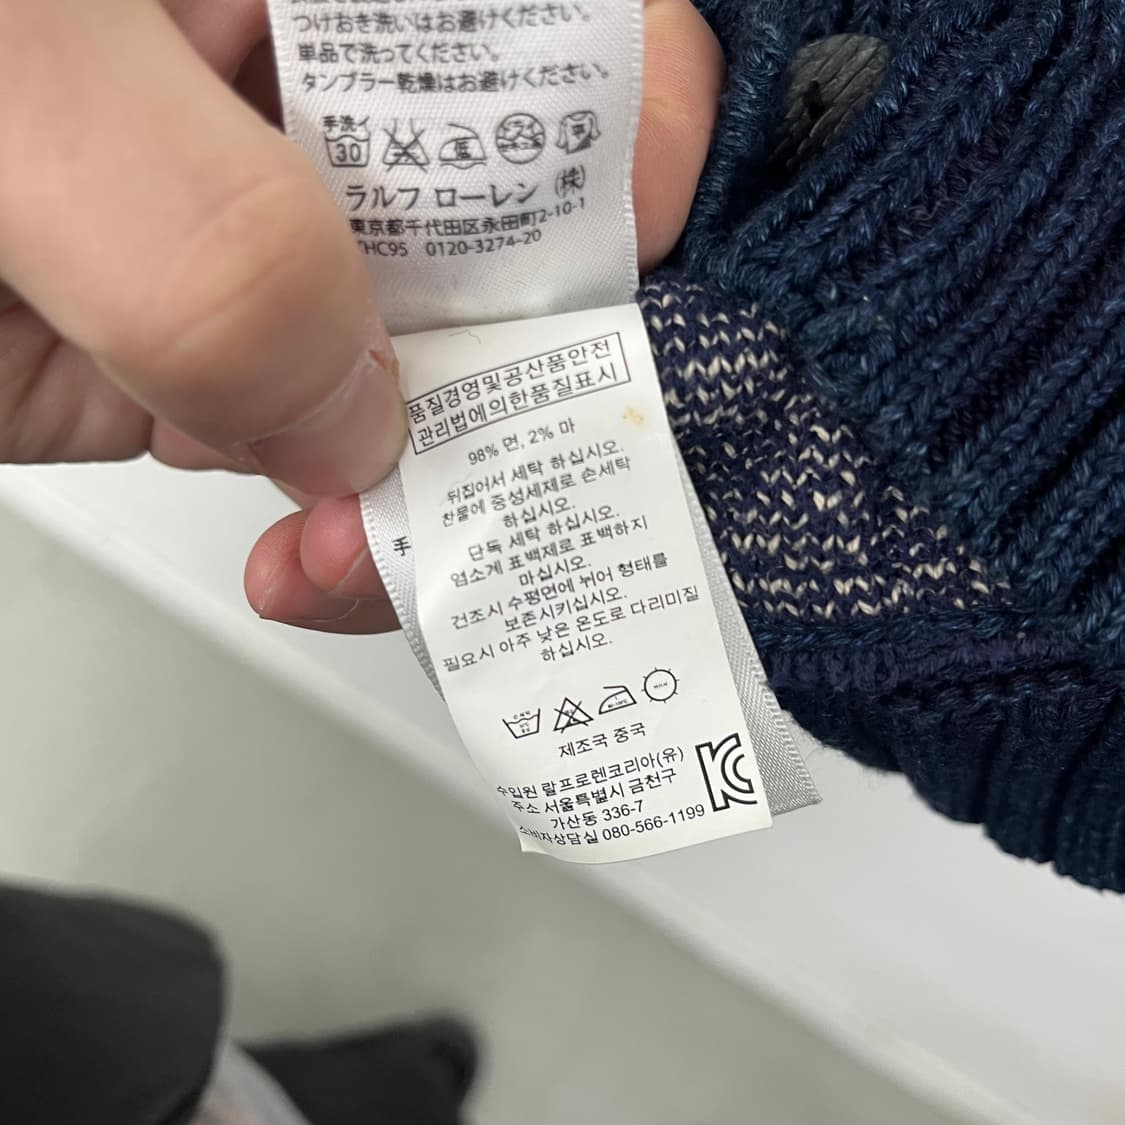 つけおき洗いはお避けください。
単品で洗ってください。
タンブラー乾燥はお避けください。
手洗イ
30
低
平
ラルフ ローレン (株)
東京都千代田区永田町2-10-1
THC95 0120-3274-20
품질경영및공산품안전
관리법에의한품질표시
98% 면, 2% 마
뒤집어서 세탁 하십시오.
찬물에 중성세제로 손세탁
하십시오.
단독 세탁 하십시오.
염소계 표백제로 표백하지
마십시오.
건조시 수평면에 뉘어 형태를
보존시키십시오.
필요시 아주 낮은 온도로 다리미질
하십시오.
手
제조국 중국
수입원 랄프로렌코리아(유)
주소 서울특별시 금천구
가산동 336-7
소비자상담실 080-566-1199